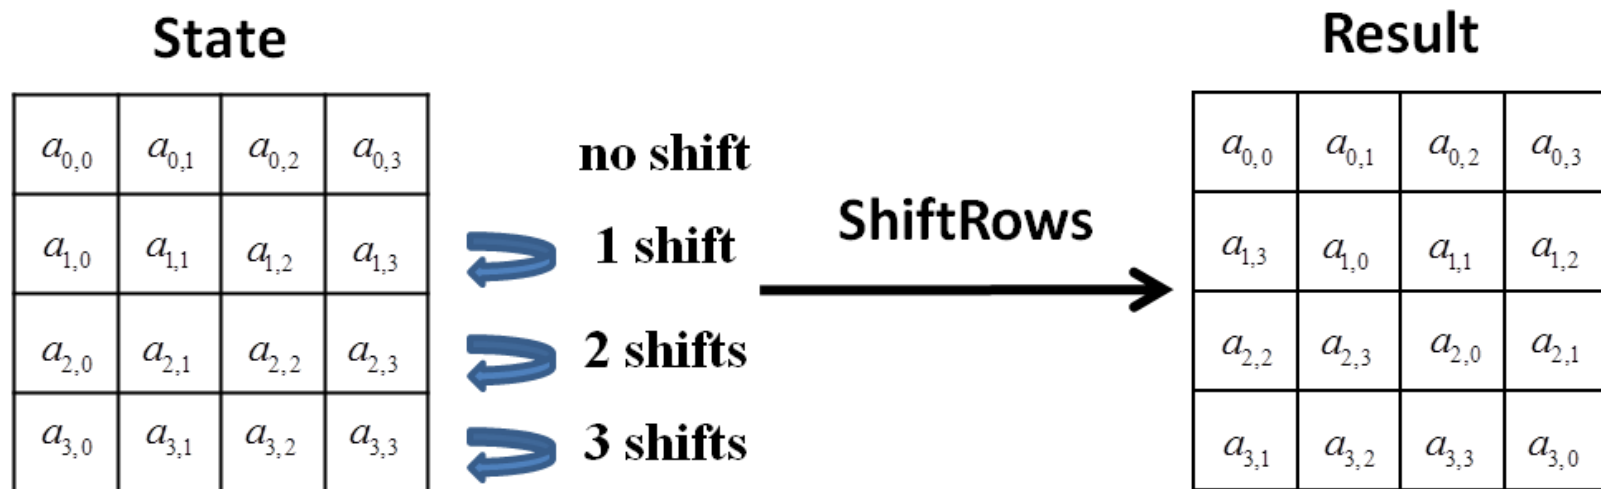 State
Result
a0,0 a0,1 a0,2 a0,3
no shift
a0,0 a0,1 a0,2 a0,3
a1,0 a1,1 a1,2 a1,3
1 shift
ShiftRows
a1,3 a1,0 a1,1 a1,2
a2,0 a2,1 a2,2 a2,3
2 shifts
a2,2 a2,3 a2,0 a2,1
a3,0 a3,1 a3,2 a3,3
3 shifts
a3,1 a3,2 a3,3 a3,0